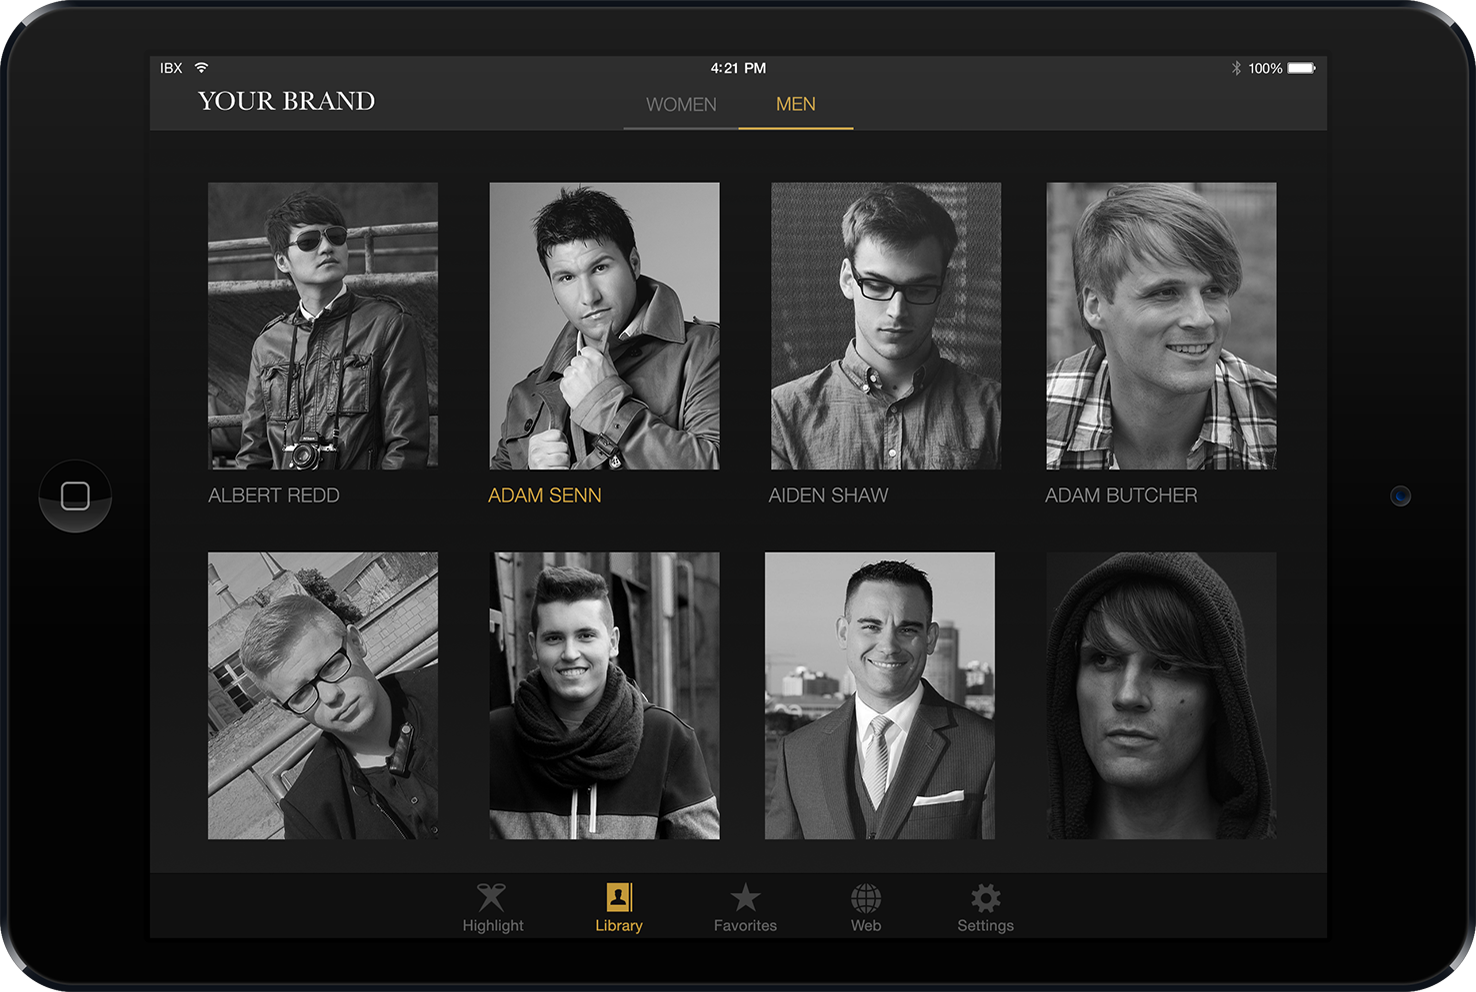 IBX 4:21 PM 100%
YOUR BRAND WOMEN MEN
ALBERT REDD ADAM SENN AIDEN SHAW ADAM BUTCHER
Highlight Library Favorites Web Settings